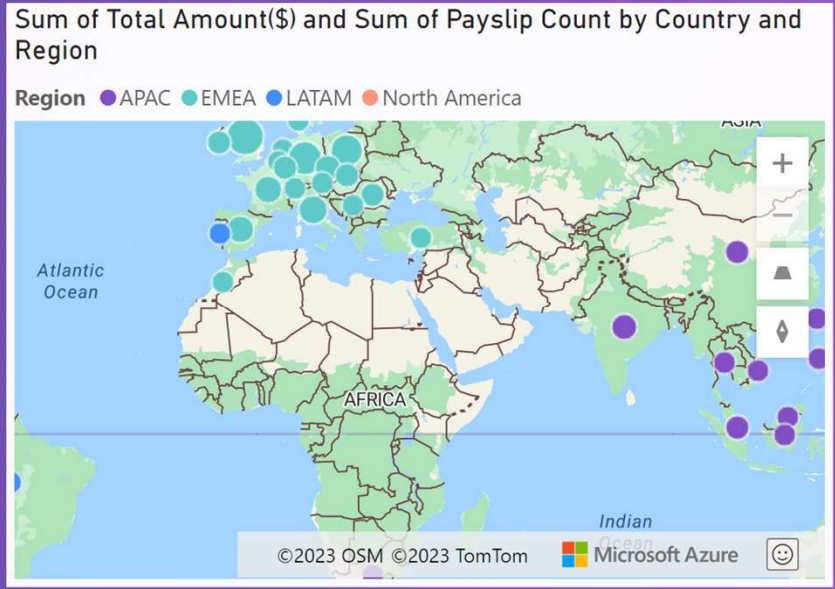 Sum of Total Amount($) and Sum of Payslip Count by Country and
Region
Region APAC EMEA LATAM North America
ASIA
Atlantic
Ocean
AFRICA
Indian
Ocean
©2023 OSM ©2023 TomTom Microsoft Azure